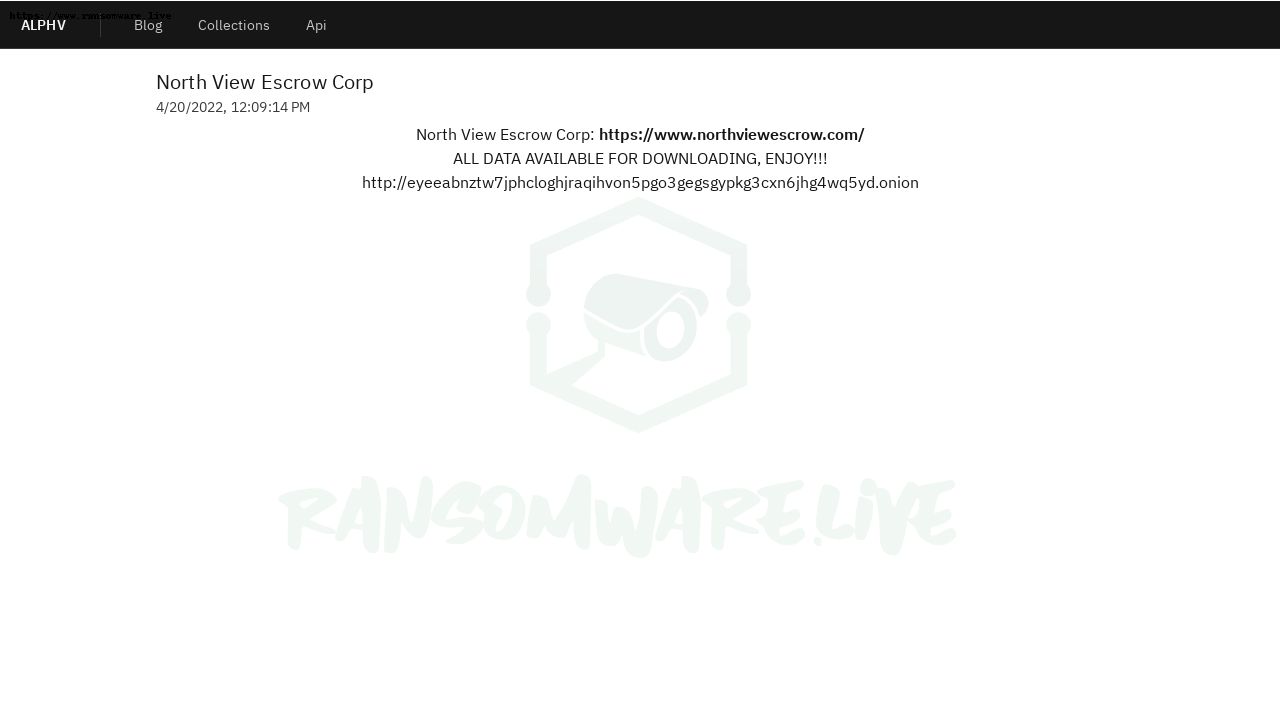 https://www.ransomware.live
ALPHV
Blog
Collections
Api
North View Escrow Corp
4/20/2022, 12:09:14 PM
North View Escrow Corp: https://www.northviewescrow.com/
ALL DATA AVAILABLE FOR DOWNLOADING, ENJOY!!!
http://eyeeabnztw7jphcloghjraqihvon5pgo3gegsgypkg3cxn6jhg4wq5yd.onion
RANSOMWARE.LiVE